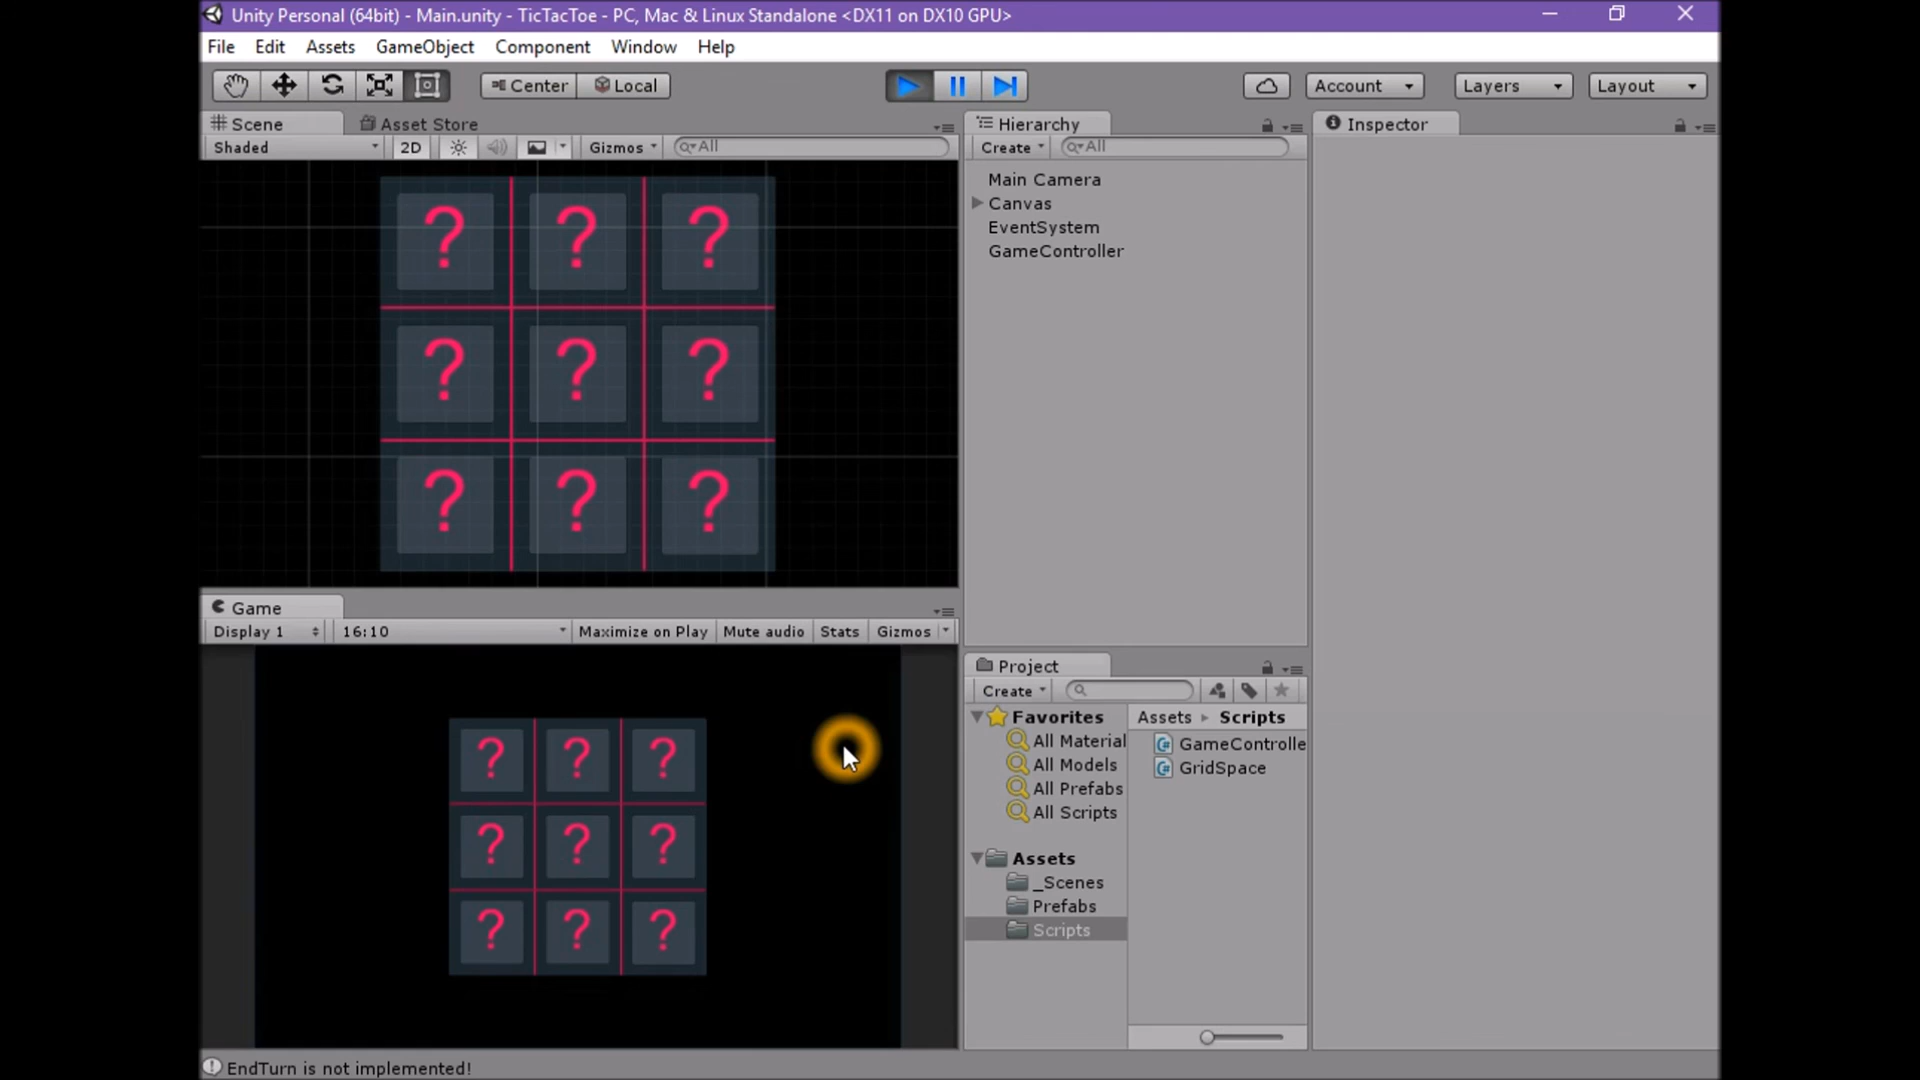 Unity Personal (64bit) - Main.unity - TicTacToe - PC, Mac & Linux Standalone <DX11 on DX10 GPU>
File Edit Assets GameObject Component Window Help
Center Local Account Layers Layout
Scene Asset Store
Shaded 2D Gizmos All
? ? ?
? ? ?
? ? ?
Game
Display 1 16:10 Maximize on Play Mute audio Stats Gizmos
? ? ?
? ? ?
? ? ?
EndTurn is not implemented!
Hierarchy
Create All
Main Camera
Canvas
EventSystem
GameController
Project
Create
Favorites
All Material
All Models
All Prefabs
All Scripts
Assets
_Scenes
Prefabs
Scripts
Assets Scripts
GameControlle
GridSpace
Inspector